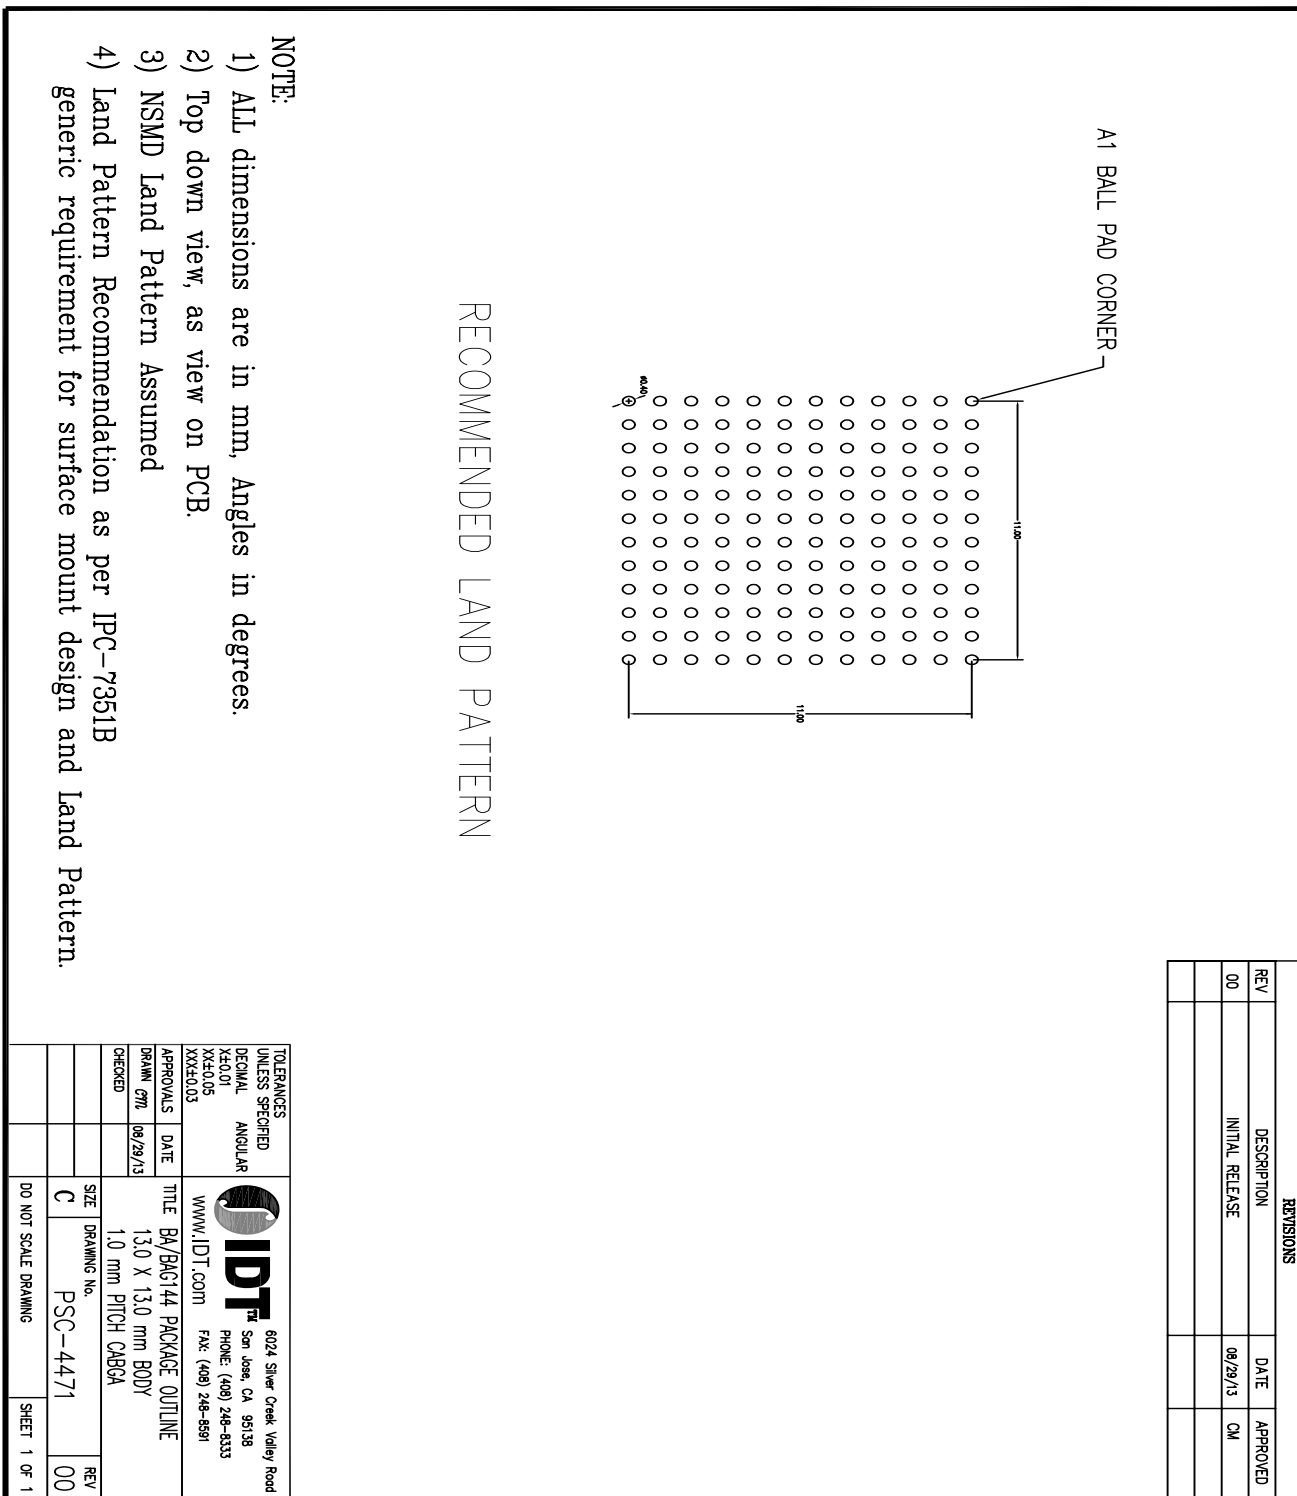 REVISIONS
REV DESCRIPTION DATE APPROVED
00 INITIAL RELEASE 08/29/13 CM
A1 BALL PAD CORNER
11.00
11.00
ø0.40
RECOMMENDED LAND PATTERN
NOTE:
1) ALL dimensions are in mm, Angles in degrees.
2) Top down view, as view on PCB.
3) NSMD Land Pattern Assumed
4) Land Pattern Recommendation as per IPC-7351B
generic requirement for surface mount design and Land Pattern.
TOLERANCES
UNLESS SPECIFIED
DECIMAL ANGULAR
X±0.01
XX±0.05
XXX±0.03
APPROVALS DATE
DRAWN CM 08/29/13
CHECKED
IDT™
www.IDT.com
6024 Silver Creek Valley Road
San Jose, CA 95138
PHONE: (408) 248-8333
FAX: (408) 248-8591
TITLE BA/BAG144 PACKAGE OUTLINE
13.0 X 13.0 mm BODY
1.0 mm PITCH CABGA
SIZE DRAWING No. REV
C PSC-4471 00
DO NOT SCALE DRAWING SHEET 1 OF 1